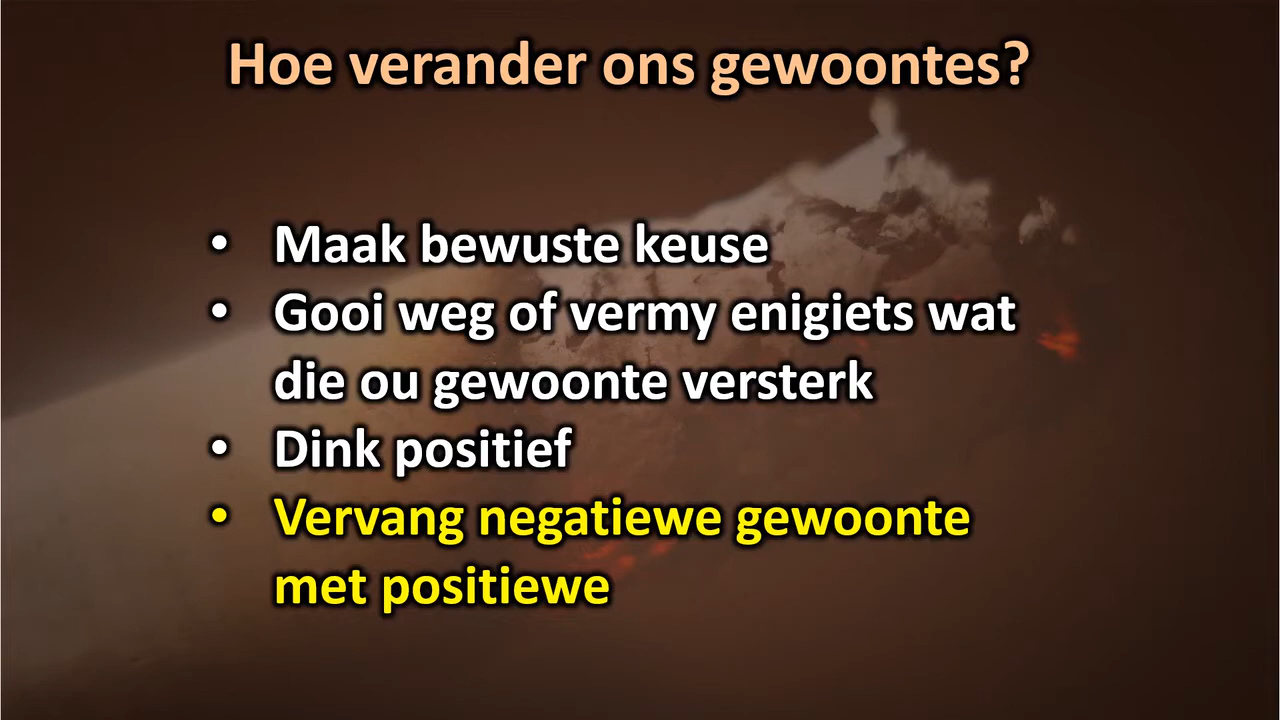 Hoe verander ons gewoontes?
• Maak bewuste keuse
• Gooi weg of vermy enigiets wat
die ou gewoonte versterk
• Dink positief
• Vervang negatiewe gewoonte
met positiewe